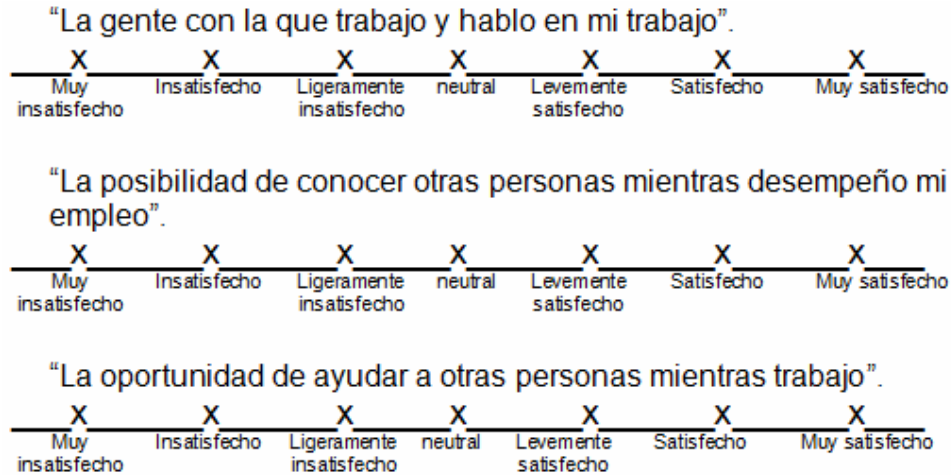 “La gente con la que trabajo y hablo en mi trabajo”.
X X X X X X X
Muy Insatisfecho Ligeramente neutral Levemente Satisfecho Muy satisfecho
insatisfecho insatisfecho satisfecho
“La posibilidad de conocer otras personas mientras desempeño mi
empleo”.
X X X X X X X
Muy Insatisfecho Ligeramente neutral Levemente Satisfecho Muy satisfecho
insatisfecho insatisfecho satisfecho
“La oportunidad de ayudar a otras personas mientras trabajo”.
X X X X X X X
Muy Insatisfecho Ligeramente neutral Levemente Satisfecho Muy satisfecho
insatisfecho insatisfecho satisfecho